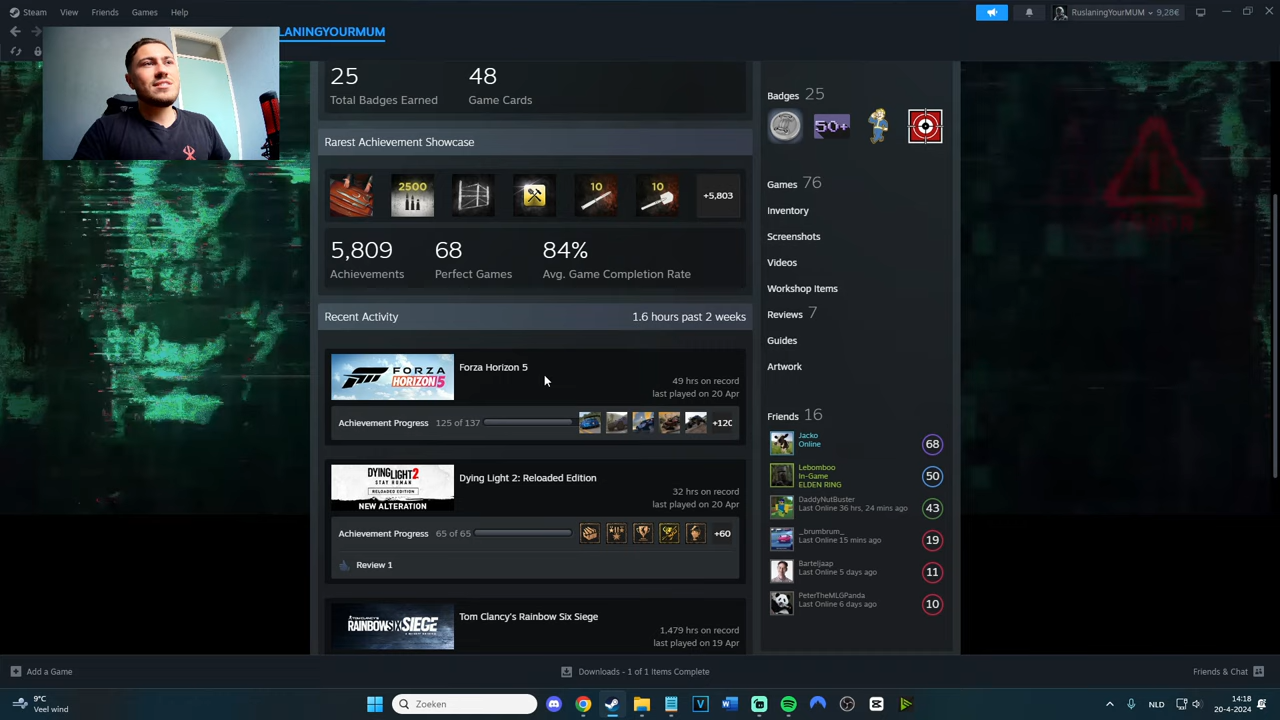 Steam View Friends Games Help
RuslaningYourMUM 9,28€
LANINGYOURMUM
25
Total Badges Earned
48
Game Cards
Rarest Achievement Showcase
2500
10
10
+5,803
5,809
Achievements
68
Perfect Games
84%
Avg. Game Completion Rate
Recent Activity
1.6 hours past 2 weeks
FORZA
HORIZON 5
Forza Horizon 5
49 hrs on record
last played on 20 Apr
Achievement Progress 125 of 137
+120
DYING LIGHT 2
STAY HUMAN
RELOADED EDITION
NEW ALTERATION
Dying Light 2: Reloaded Edition
32 hrs on record
last played on 20 Apr
Achievement Progress 65 of 65
+60
Review 1
TOM CLANCY'S
RAINBOW SIX SIEGE
Tom Clancy's Rainbow Six Siege
1,479 hrs on record
last played on 19 Apr
Badges 25
50+
Games 76
Inventory
Screenshots
Videos
Workshop Items
Reviews 7
Guides
Artwork
Friends 16
Jacko
Online
68
Lebomboo
In-Game
ELDEN RING
50
DaddyNutBuster
Last Online 36 hrs, 24 mins ago
43
_brumbrum_
Last Online 15 mins ago
19
Barteljaap
Last Online 5 days ago
11
PeterTheMLGPanda
Last Online 6 days ago
10
Add a Game
Downloads - 1 of 1 Items Complete
Friends & Chat
9°C
Veel wind
Zoeken
NLD
14:18
20-4-2024